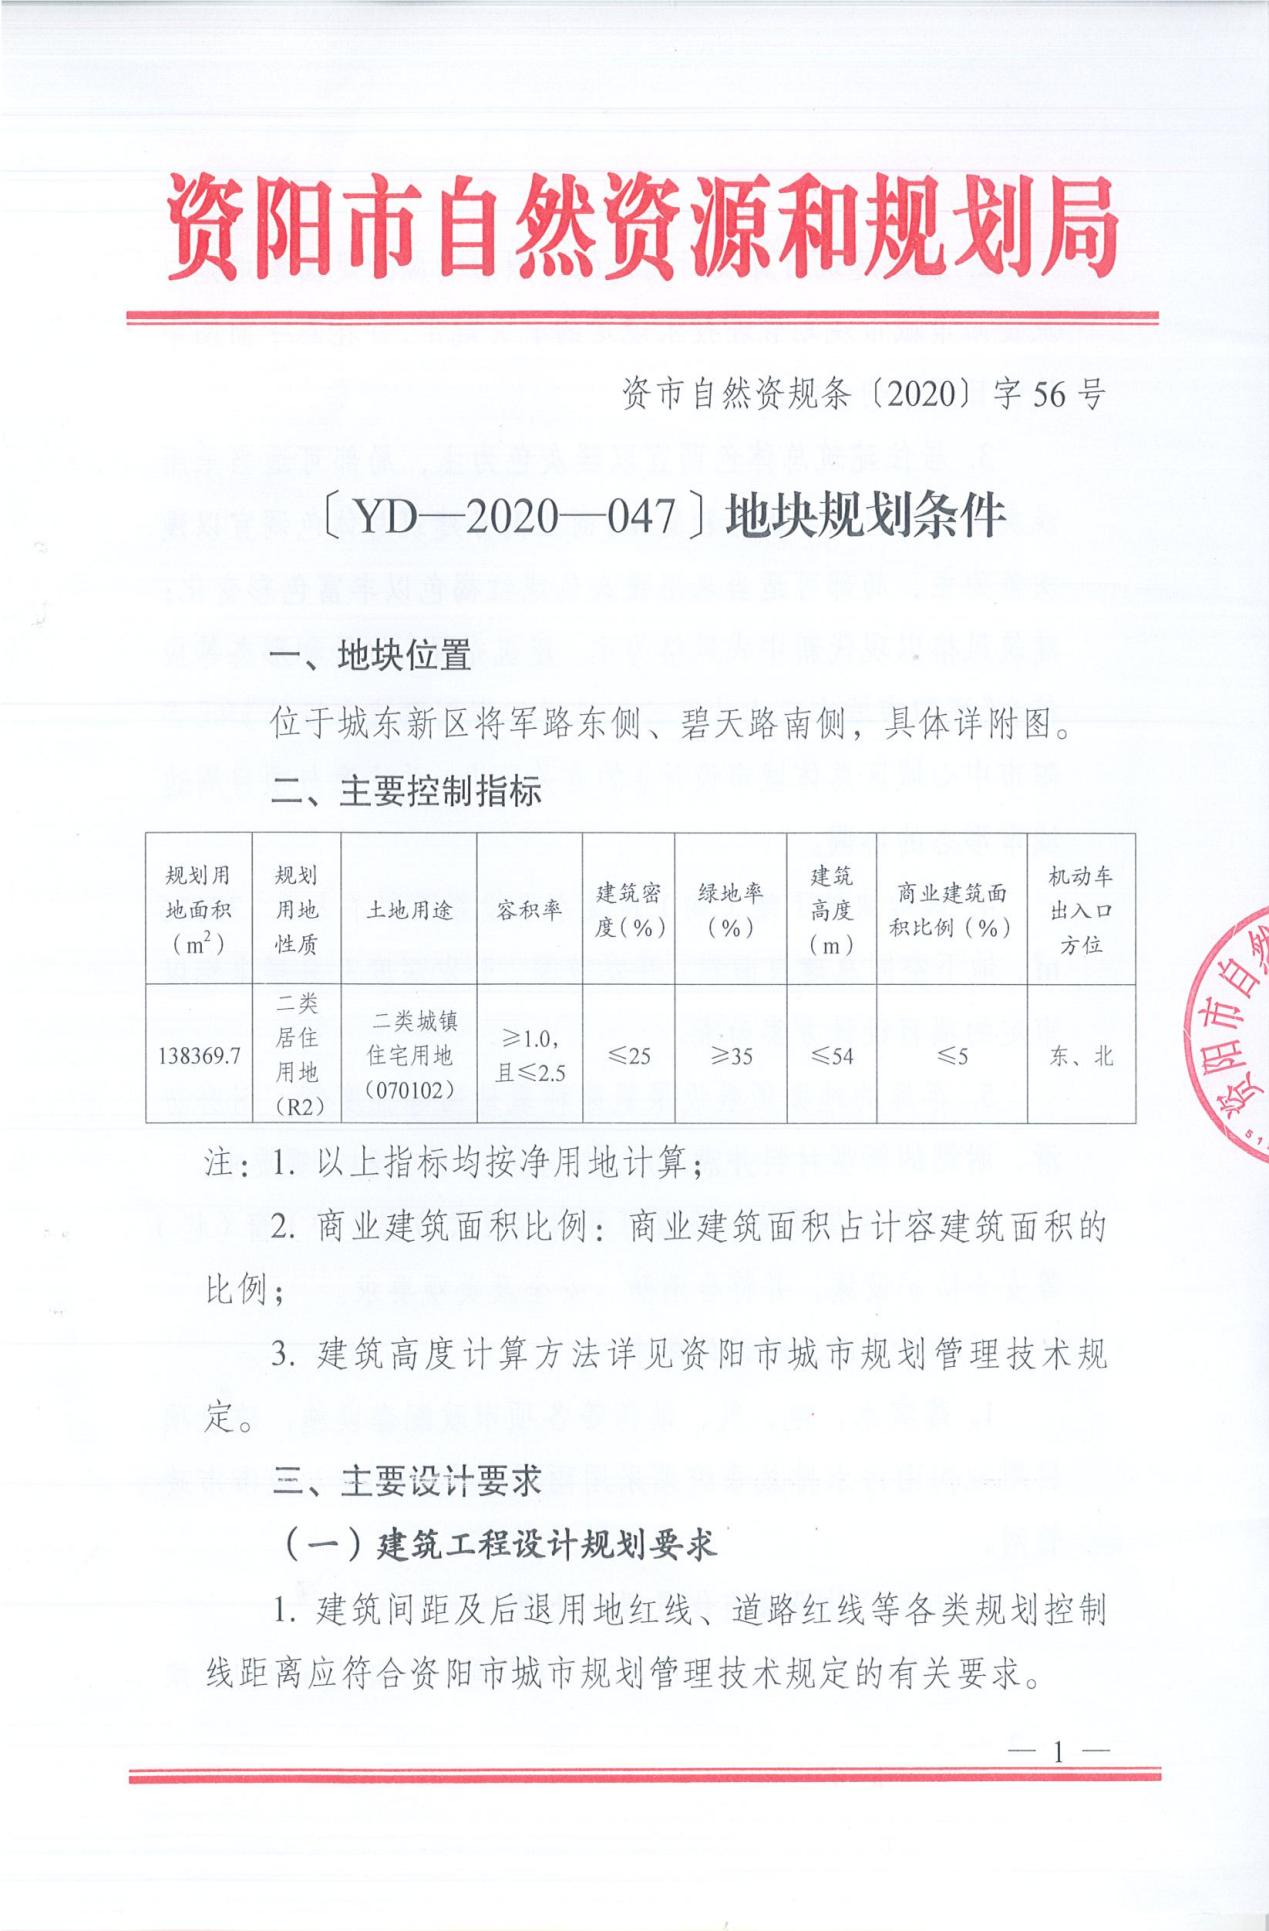 资阳市自然资源和规划局
资市自然资规条〔2020〕字 56 号
〔YD—2020—047〕地块规划条件
一、地块位置
位于城东新区将军路东侧、碧天路南侧，具体详附图。
二、主要控制指标
规划用地面积（m²） 规划用地性质 土地用途 容积率 建筑密度（%） 绿地率（%） 建筑高度（m） 商业建筑面积比例（%） 机动车出入口方位
138369.7 二类居住用地（R2） 二类城镇住宅用地（070102） ≥1.0，且≤2.5 ≤25 ≥35 ≤54 ≤5 东、北
注：1. 以上指标均按净用地计算；
2. 商业建筑面积比例：商业建筑面积占计容建筑面积的
比例；
3. 建筑高度计算方法详见资阳市城市规划管理技术规
定。
三、主要设计要求
（一）建筑工程设计规划要求
1. 建筑间距及后退用地红线、道路红线等各类规划控制
线距离应符合资阳市城市规划管理技术规定的有关要求。
— 1 —
资阳市自然